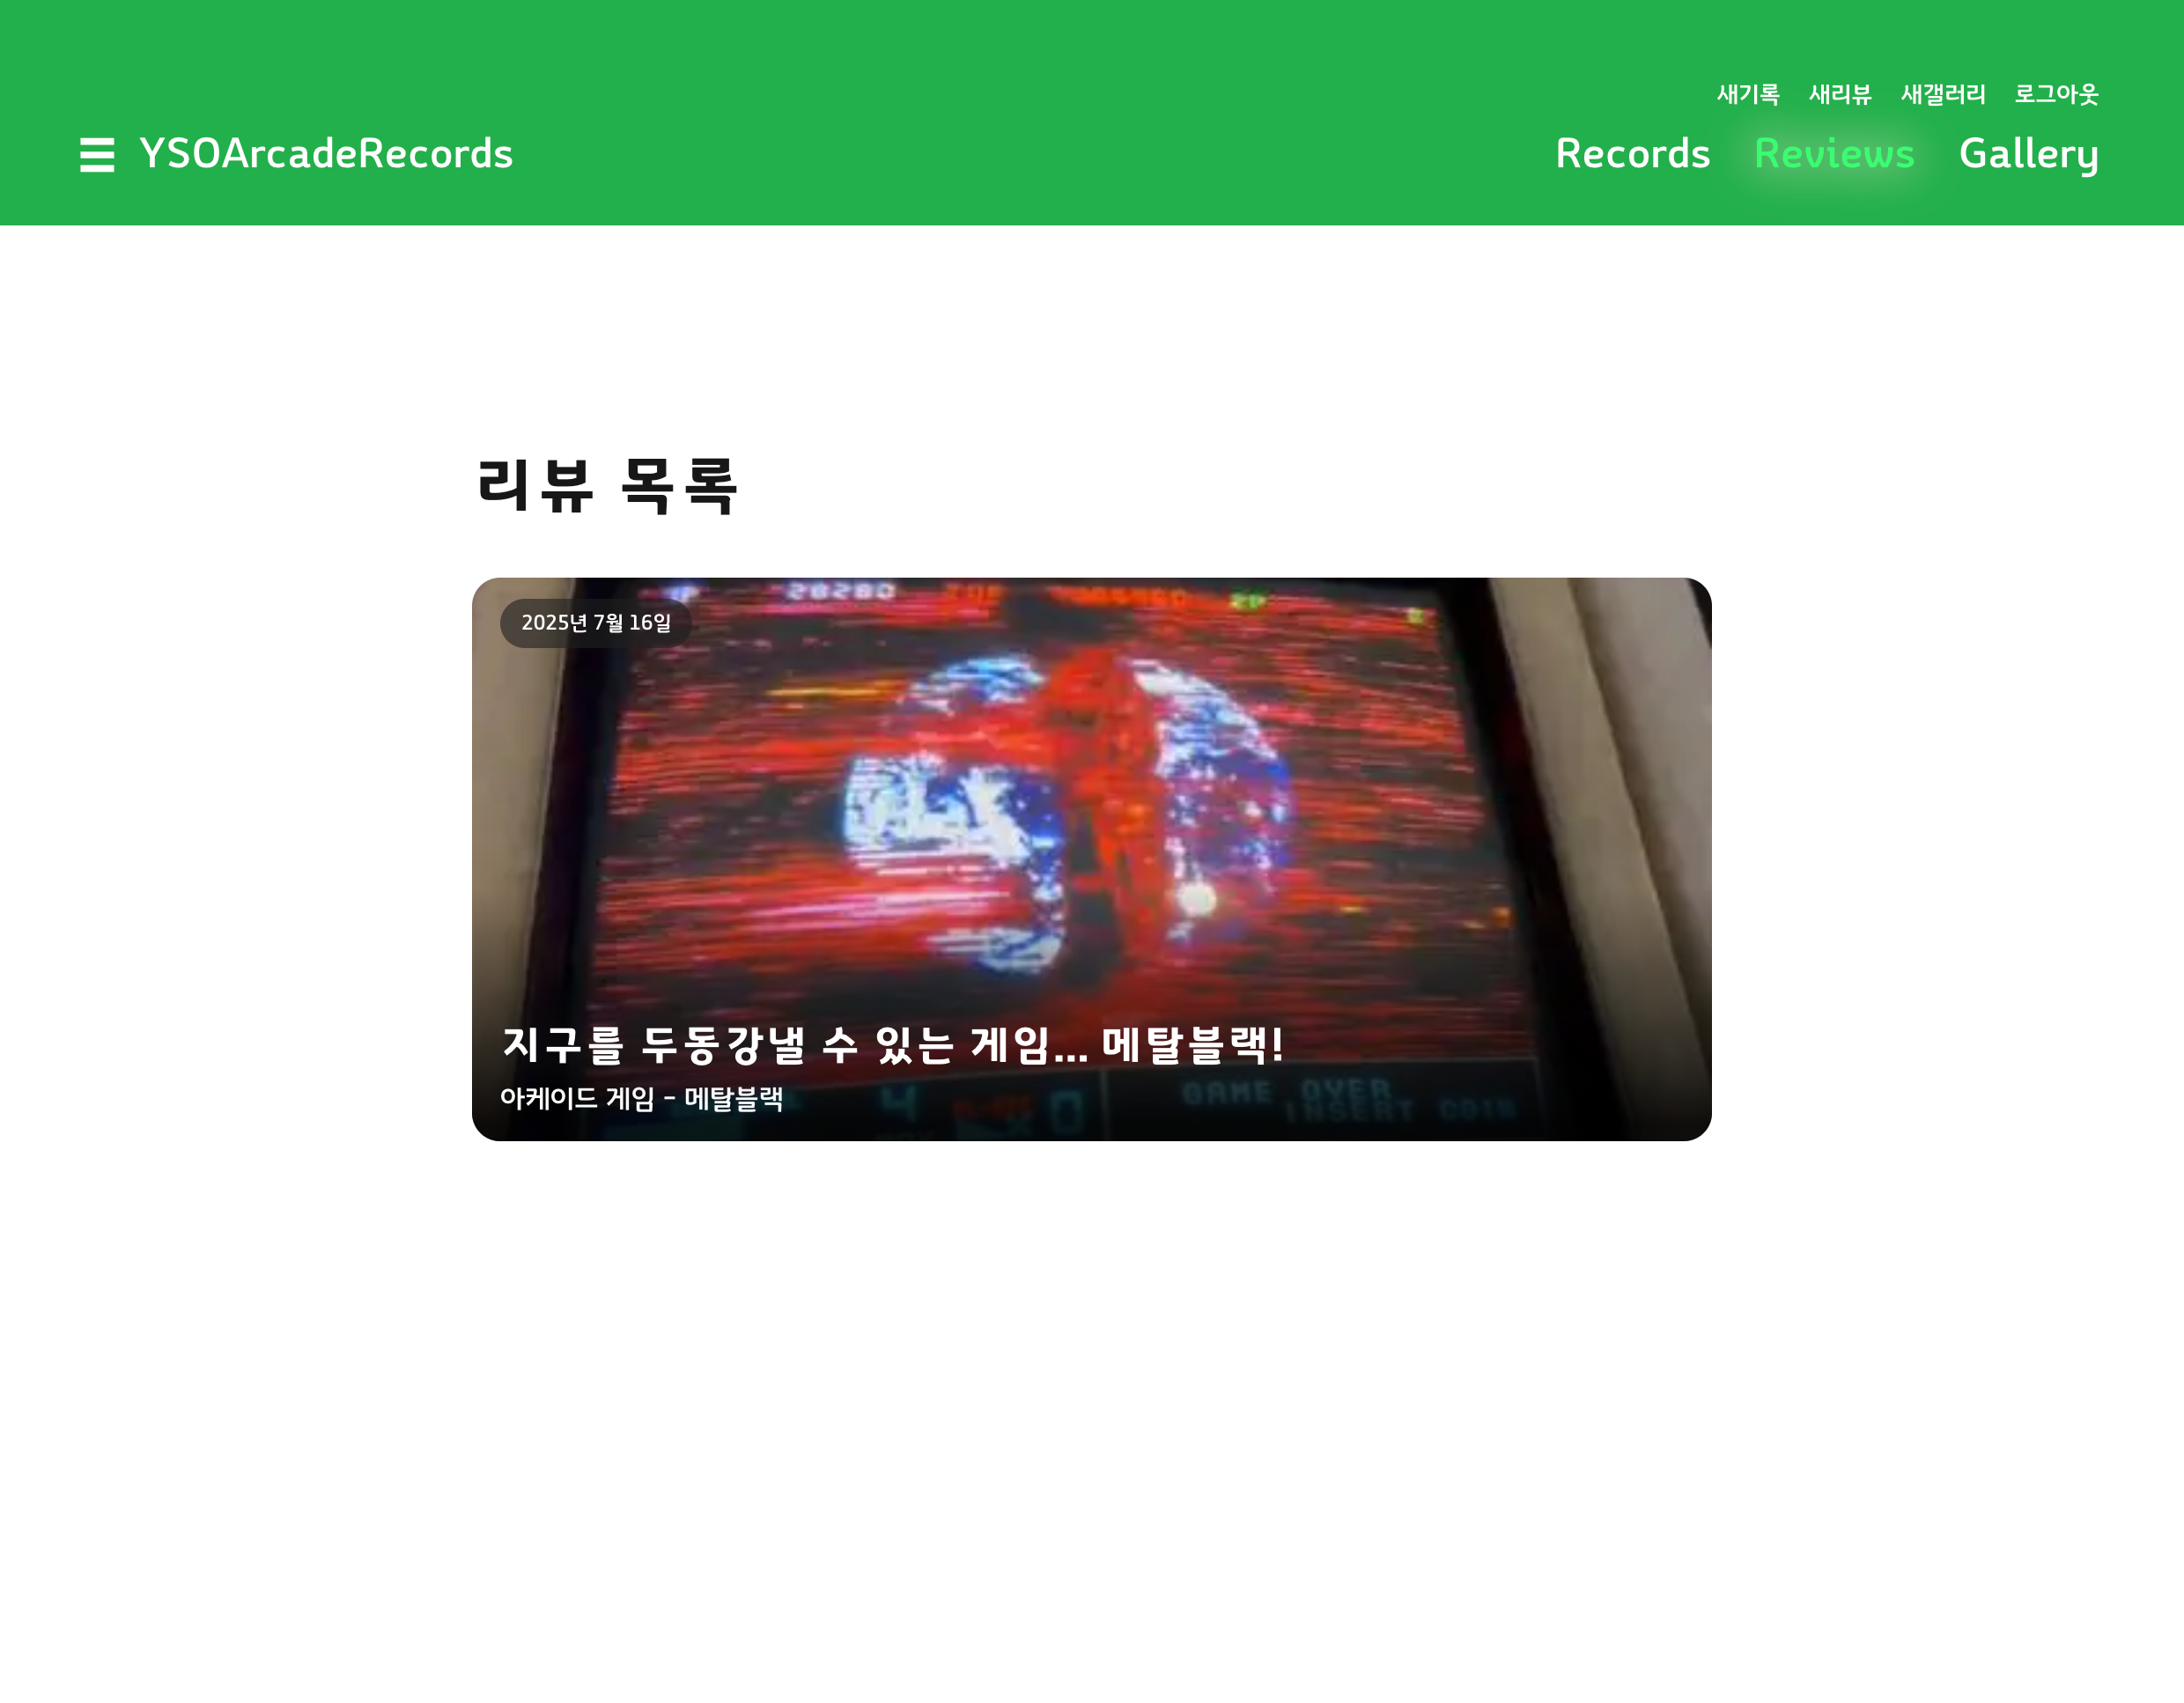 새기록 새리뷰 새갤러리 로그아웃
YSOArcadeRecords Records Reviews Gallery
리뷰 목록
20280
2P
2025년 7월 16일
지구를 두동강낼 수 있는 게임... 메탈블랙!
아케이드 게임 - 메탈블랙
4
0
GAME OVER
INSERT COIN